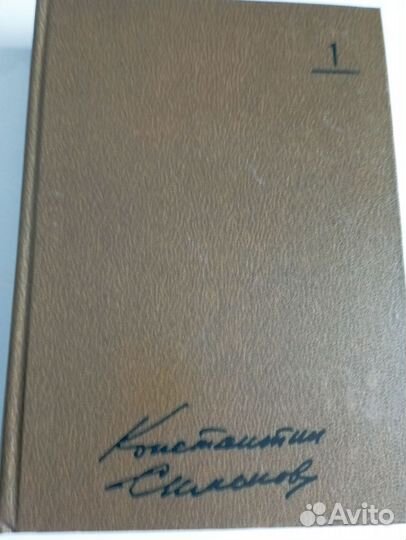 1
Константин
Симонов
Avito